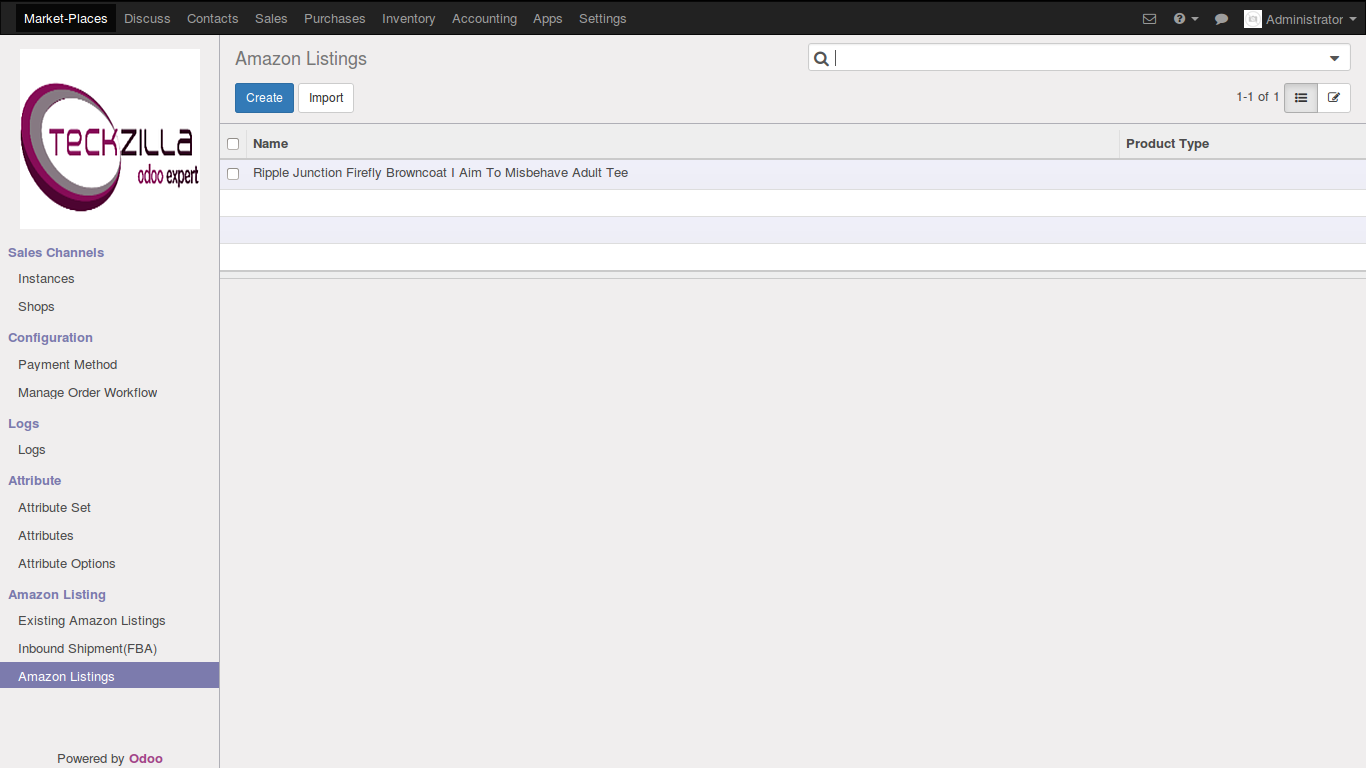 Market-Places Discuss Contacts Sales Purchases Inventory Accounting Apps Settings Administrator
Amazon Listings
Create Import 1-1 of 1
TECKZILLA
odoo expert
Name Product Type
Ripple Junction Firefly Browncoat I Aim To Misbehave Adult Tee
Sales Channels
Instances
Shops
Configuration
Payment Method
Manage Order Workflow
Logs
Logs
Attribute
Attribute Set
Attributes
Attribute Options
Amazon Listing
Existing Amazon Listings
Inbound Shipment(FBA)
Amazon Listings
Powered by Odoo